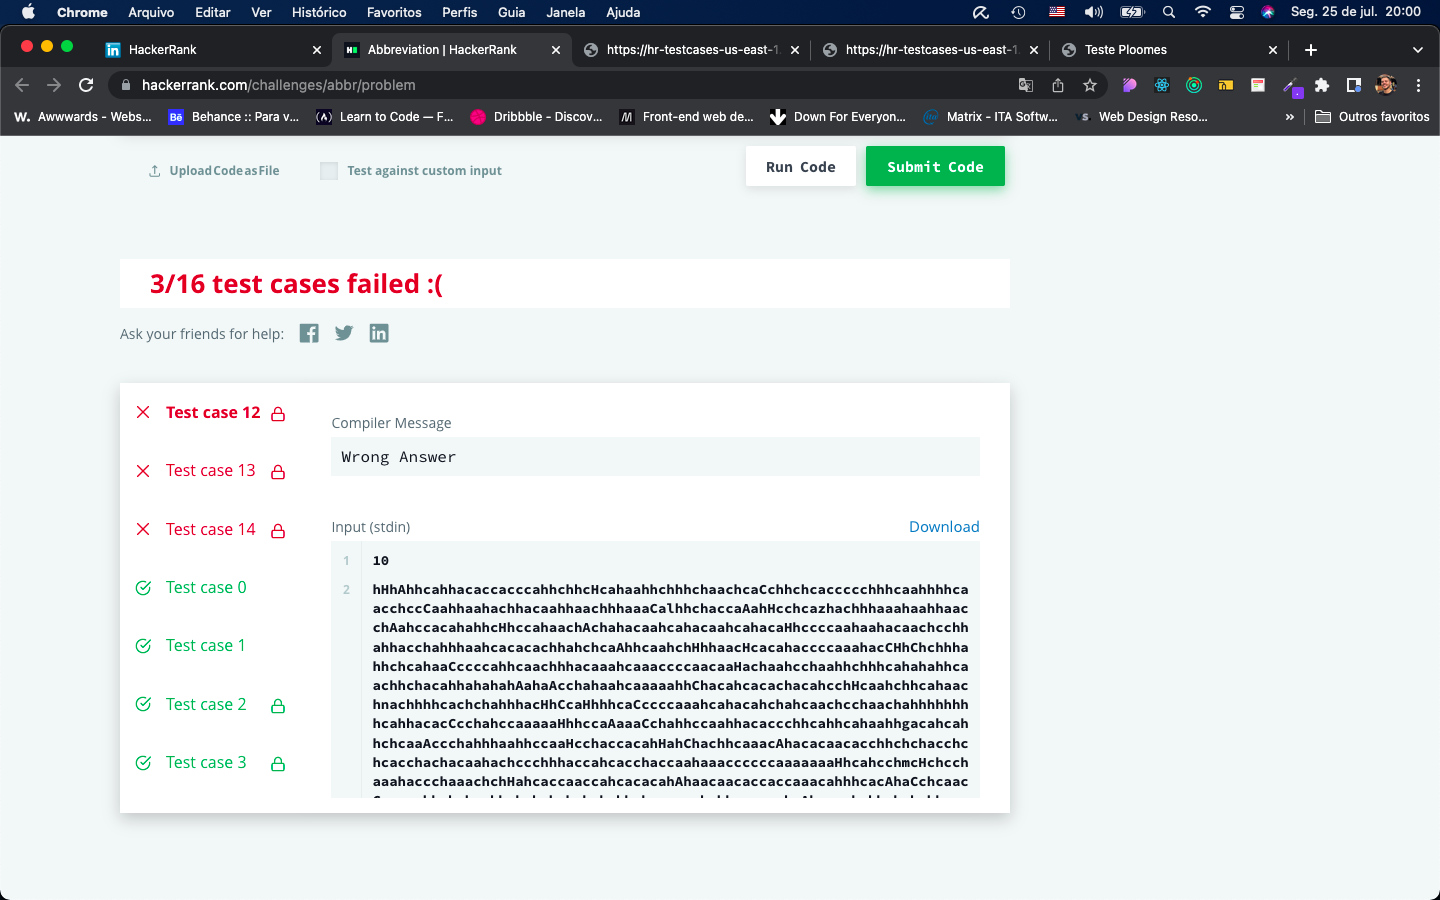 Chrome Arquivo Editar Ver Histórico Favoritos Perfis Guia Janela Ajuda Seg. 25 de jul. 20:00
HackerRank Abbreviation | HackerRank https://hr-testcases-us-east-1. https://hr-testcases-us-east-1. Teste Ploomes
hackerrank.com/challenges/abbr/problem
Awwwards - Webs... Behance :: Para v... Learn to Code — F... Dribbble - Discov... Front-end web de... Down For Everyon... Matrix - ITA Softw... Web Design Reso... » Outros favoritos
Upload Code as File Test against custom input Run Code Submit Code
3/16 test cases failed :(
Ask your friends for help:
Test case 12
Test case 13
Test case 14
Test case 0
Test case 1
Test case 2
Test case 3
Compiler Message
Wrong Answer
Input (stdin) Download
1 10
2 hHhAhhcahhacaccacccahhchhcHcahaahhchhhchaachcaCchhchcacccc​chhhcaahhhhca
acchccCaahhaahachhacaahhaachhhaaaCalhhchaccaAahHcchcazhachhhaaahaahhaac
chAahccacahahhcHhccahaachAchahacaahcahacaahcahacaHhccccaahaahacaachcchh
ahhacchahhhaahcacacachhahchcaAhhcaahchHhhaacHcacahaccccaaahacCHhChchhha
hhchcahaaCccccahhcaachhhacaaahcaaaccccaacaaHachaahcchaahhchhhcahahahhca
achhchacahhahahahAahaAcchahaahcaaaaahhChacahcacachacahcchHcaahchhcahaac
hnachhhhcachchahhhacHhCcaHhhhcaCccccaaahcahacahchahcaahcchaachahhhhhhhh
hcahhacacCcchahccaaaaaHhhccaAaaaCchahhccaahhacaccchhcahhcahaahhgacahcah
hchcaaAccchahhhaahhccaaHcchaccacahHahChachhcaaacAhacacaacacchhchchacchc
hcacchachacaahachccchhhaccahcacchaccaahaaaccccccaaaaaaaHhcahcchmcHchcch
aaahaccchaaachchHahcaccaaccahcacacahAhaacaacaccaccaaacahhhcacAhaCchcaac